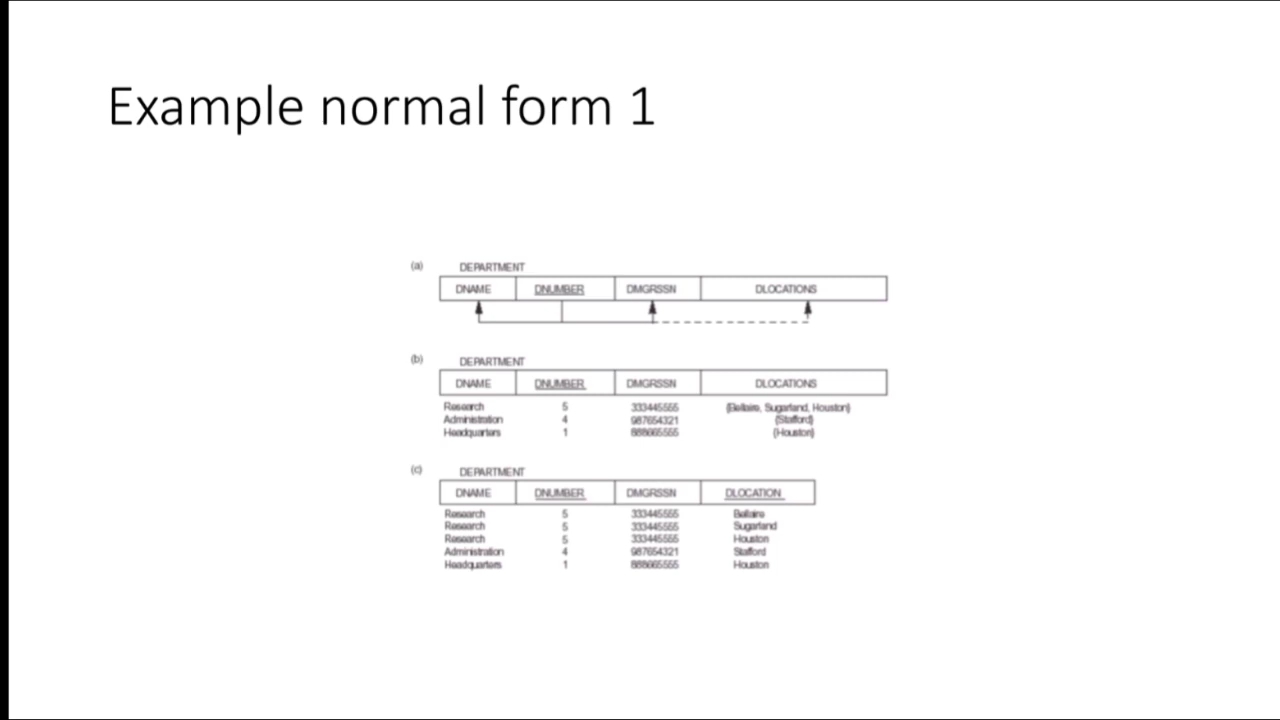 Example normal form 1
(a) DEPARTMENT
DNAME DNUMBER DMGRSSN DLOCATIONS
(b) DEPARTMENT
DNAME DNUMBER DMGRSSN DLOCATIONS
Research 5 333445555 {Bellaire, Sugarland, Houston}
Administration 4 987654321 {Stafford}
Headquarters 1 888665555 {Houston}
(c) DEPARTMENT
DNAME DNUMBER DMGRSSN DLOCATION
Research 5 333445555 Bellaire
Research 5 333445555 Sugarland
Research 5 333445555 Houston
Administration 4 987654321 Stafford
Headquarters 1 888665555 Houston